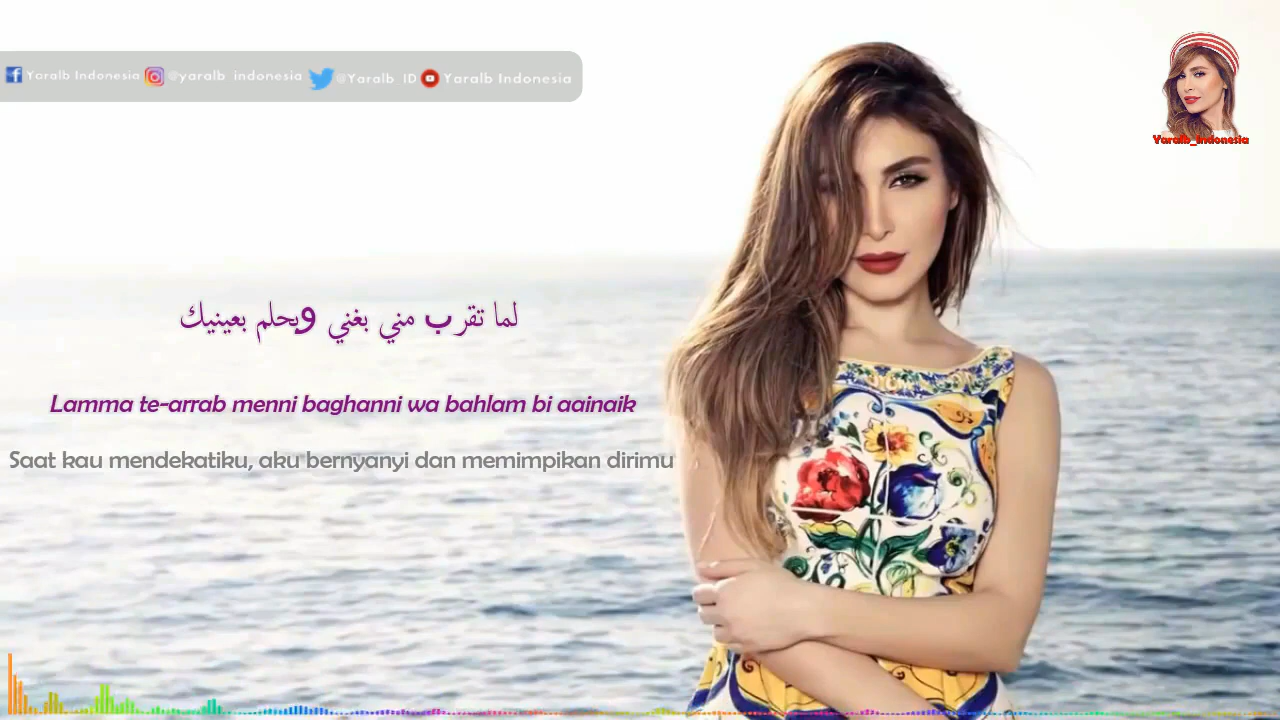 Yaralb Indonesia @yaralb_indonesia @Yaralb_ID Yaralb Indonesia
Yaralb_Indonesia
لما تقرب مني بغني وبحلم بعينيك
Lamma te-arrab menni baghanni wa bahlam bi aainaik
Saat kau mendekatiku, aku bernyanyi dan memimpikan dirimu